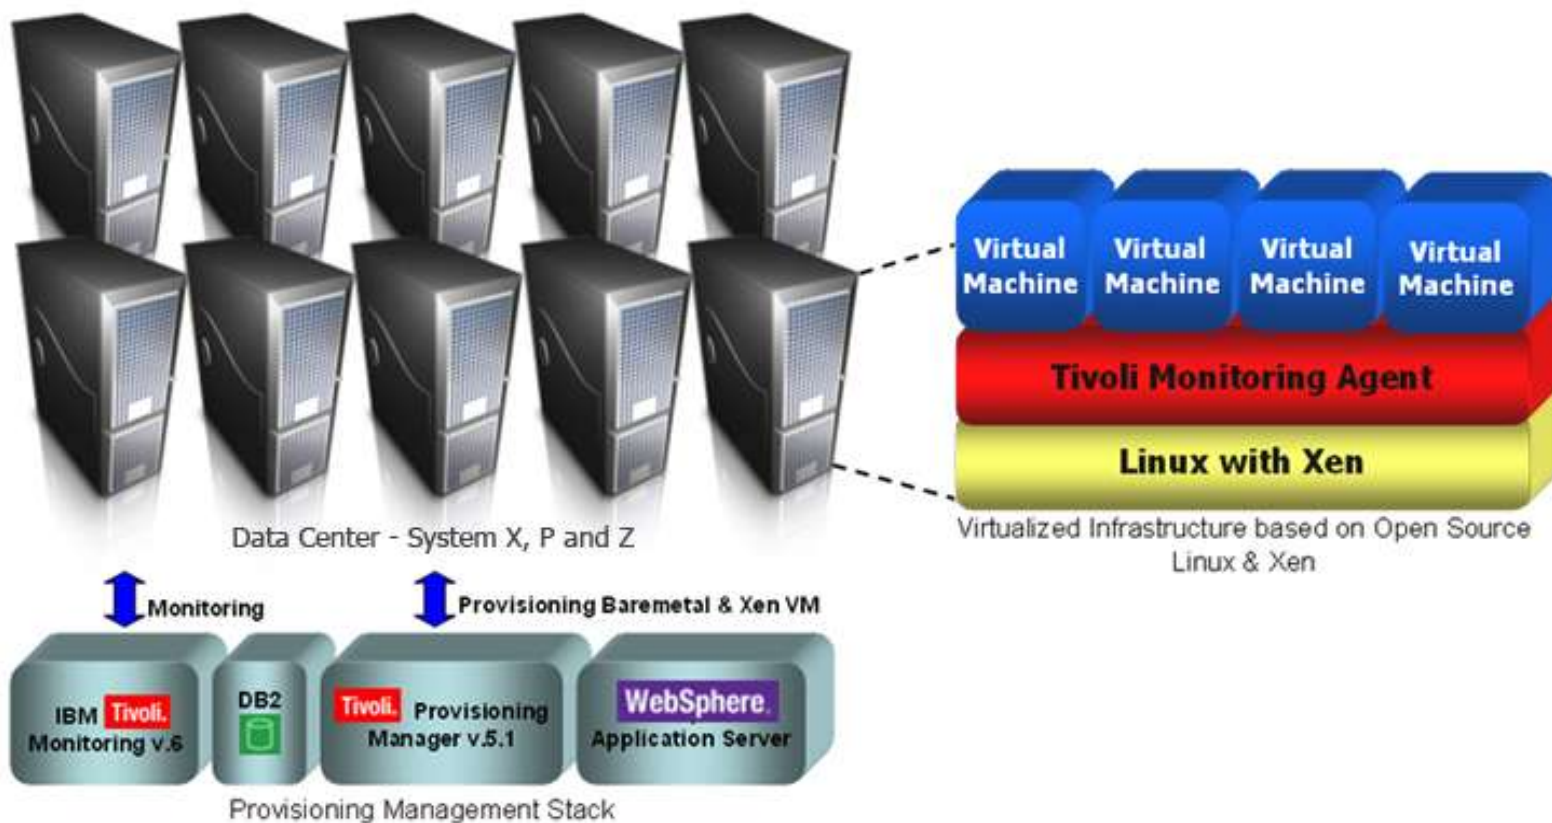 Virtual
Machine
Virtual
Machine
Virtual
Machine
Virtual
Machine
Tivoli Monitoring Agent
Linux with Xen
Virtualized Infrastructure based on Open Source
Linux & Xen
Data Center - System X, P and Z
Monitoring
Provisioning Baremetal & Xen VM
IBM Tivoli.
Monitoring v.6
DB2
Tivoli. Provisioning
Manager v.5.1
WebSphere.
Application Server
Provisioning Management Stack